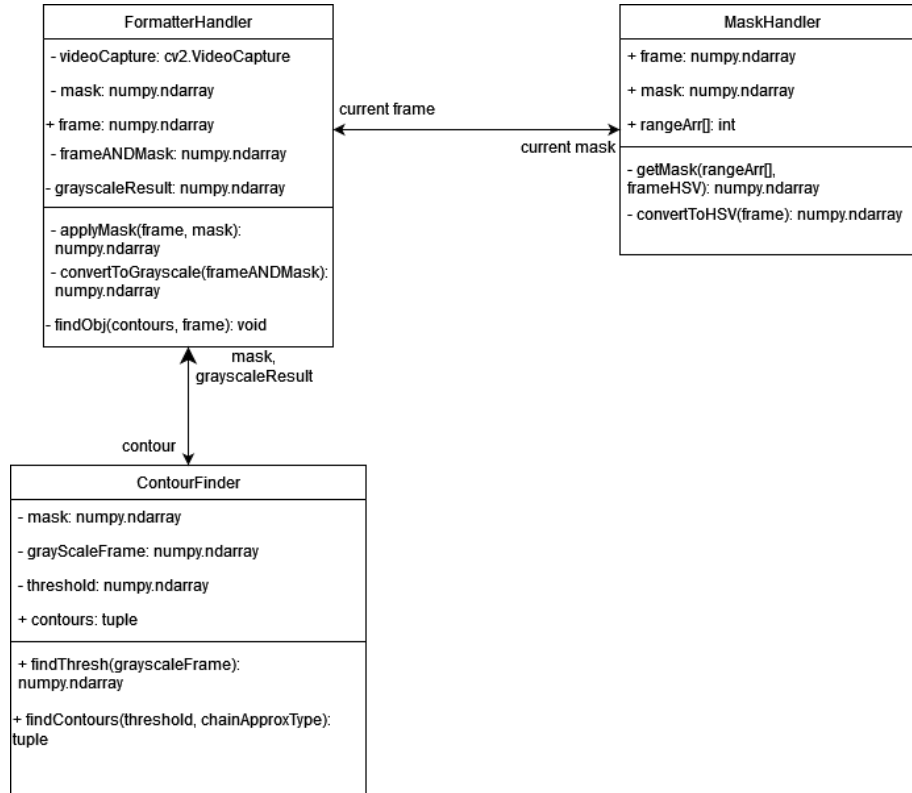 FormatterHandler
- videoCapture: cv2.VideoCapture
- mask: numpy.ndarray
+ frame: numpy.ndarray
- frameANDMask: numpy.ndarray
- grayscaleResult: numpy.ndarray
- applyMask(frame, mask):
numpy.ndarray
- convertToGrayscale(frameANDMask):
numpy.ndarray
- findObj(contours, frame): void
current frame
current mask
MaskHandler
+ frame: numpy.ndarray
+ mask: numpy.ndarray
+ rangeArr[]: int
- getMask(rangeArr[],
frameHSV): numpy.ndarray
- convertToHSV(frame): numpy.ndarray
mask,
grayscaleResult
contour
ContourFinder
- mask: numpy.ndarray
- grayScaleFrame: numpy.ndarray
- threshold: numpy.ndarray
+ contours: tuple
+ findThresh(grayscaleFrame):
numpy.ndarray
+ findContours(threshold, chainApproxType):
tuple